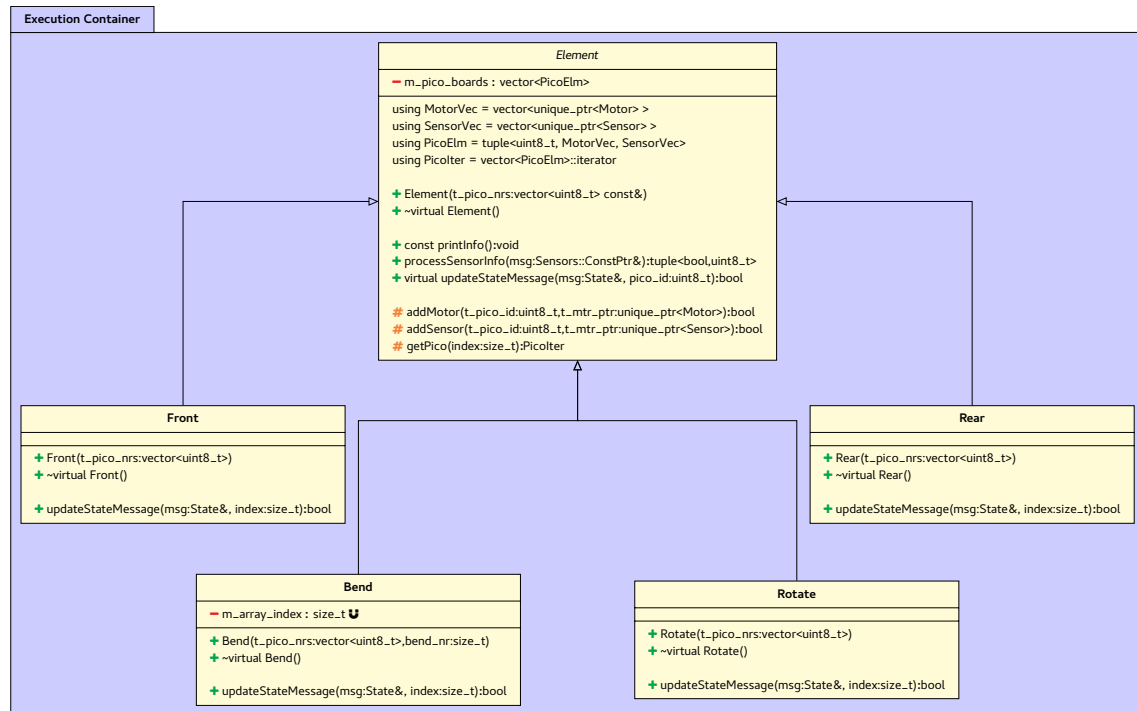 Execution Container
Element
− m_pico_boards : vector<PicoElm>
using MotorVec = vector<unique_ptr<Motor> >
using SensorVec = vector<unique_ptr<Sensor> >
using PicoElm = tuple<uint8_t, MotorVec, SensorVec>
using PicoIter = vector<PicoElm>::iterator
+ Element(t_pico_nrs:vector<uint8_t> const&)
+ ~virtual Element()
+ const printInfo():void
+ processSensorInfo(msg:Sensors::ConstPtr&):tuple<bool,uint8_t>
+ virtual updateStateMessage(msg:State&, pico_id:uint8_t):bool
# addMotor(t_pico_id:uint8_t,t_mtr_ptr:unique_ptr<Motor>):bool
# addSensor(t_pico_id:uint8_t,t_mtr_ptr:unique_ptr<Sensor>):bool
# getPico(index:size_t):PicoIter
Front
+ Front(t_pico_nrs:vector<uint8_t>)
+ ~virtual Front()
+ updateStateMessage(msg:State&, index:size_t):bool
Rear
+ Rear(t_pico_nrs:vector<uint8_t>)
+ ~virtual Rear()
+ updateStateMessage(msg:State&, index:size_t):bool
Bend
− m_array_index : size_t
+ Bend(t_pico_nrs:vector<uint8_t>,bend_nr:size_t)
+ ~virtual Bend()
+ updateStateMessage(msg:State&, index:size_t):bool
Rotate
+ Rotate(t_pico_nrs:vector<uint8_t>)
+ ~virtual Rotate()
+ updateStateMessage(msg:State&, index:size_t):bool